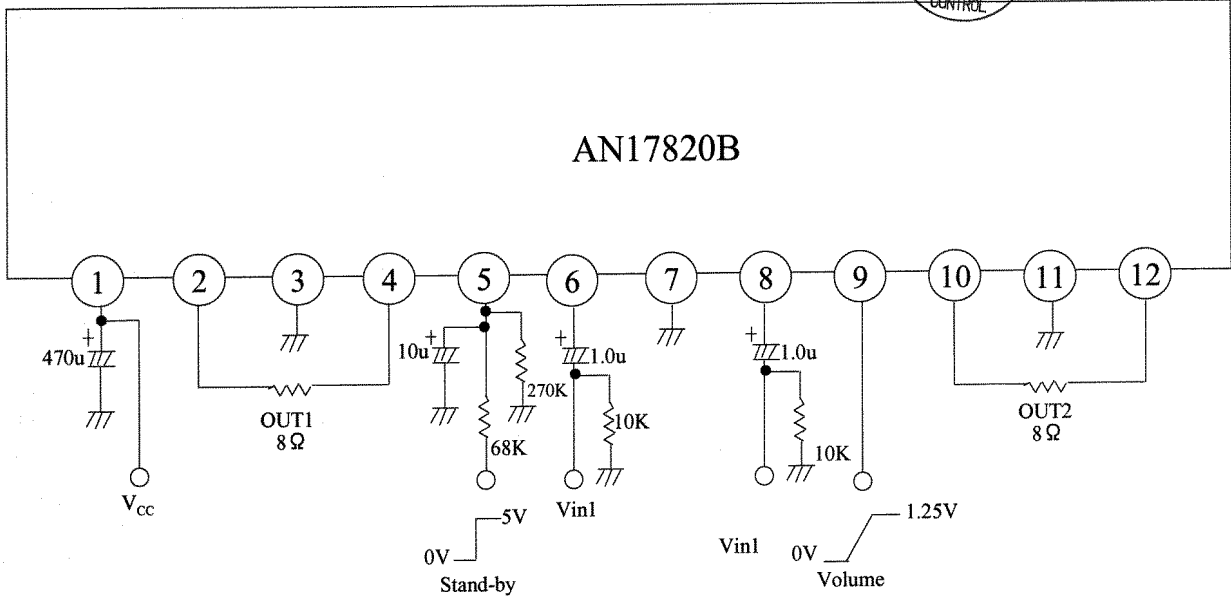 CONTROL
AN17820B
1 2 3 4 5 6 7 8 9 10 11 12
+
470u
VCC
OUT1
8Ω
+
10u
270K
68K
5V
0V
Stand-by
+
1.0u
10K
Vin1
+
1.0u
10K
Vin1
1.25V
0V
Volume
OUT2
8Ω